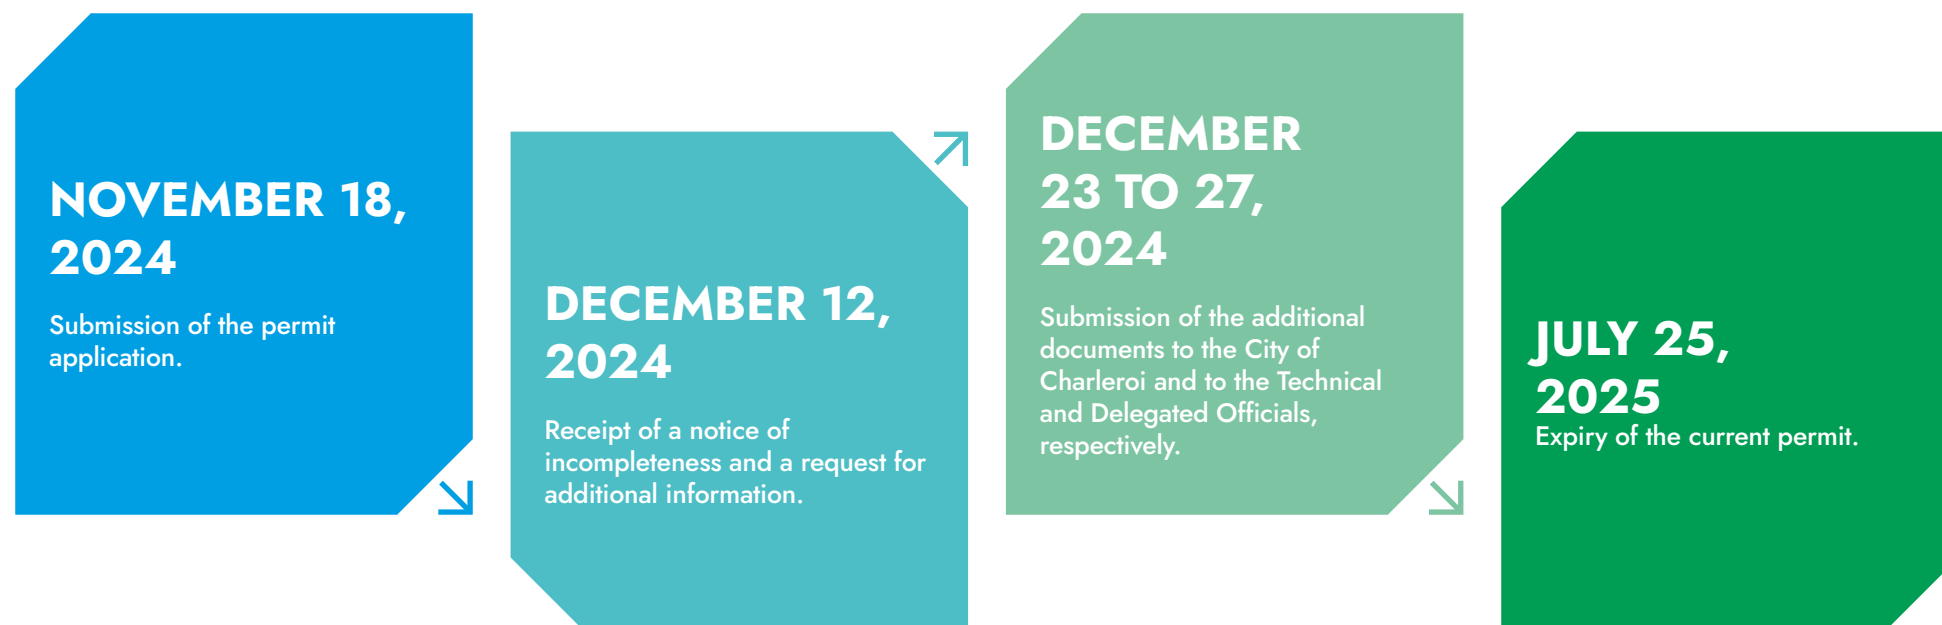 NOVEMBER 18,
2024
Submission of the permit
application.
DECEMBER 12,
2024
Receipt of a notice of
incompleteness and a request for
additional information.
DECEMBER
23 TO 27,
2024
Submission of the additional
documents to the City of
Charleroi and to the Technical
and Delegated Officials,
respectively.
JULY 25,
2025
Expiry of the current permit.